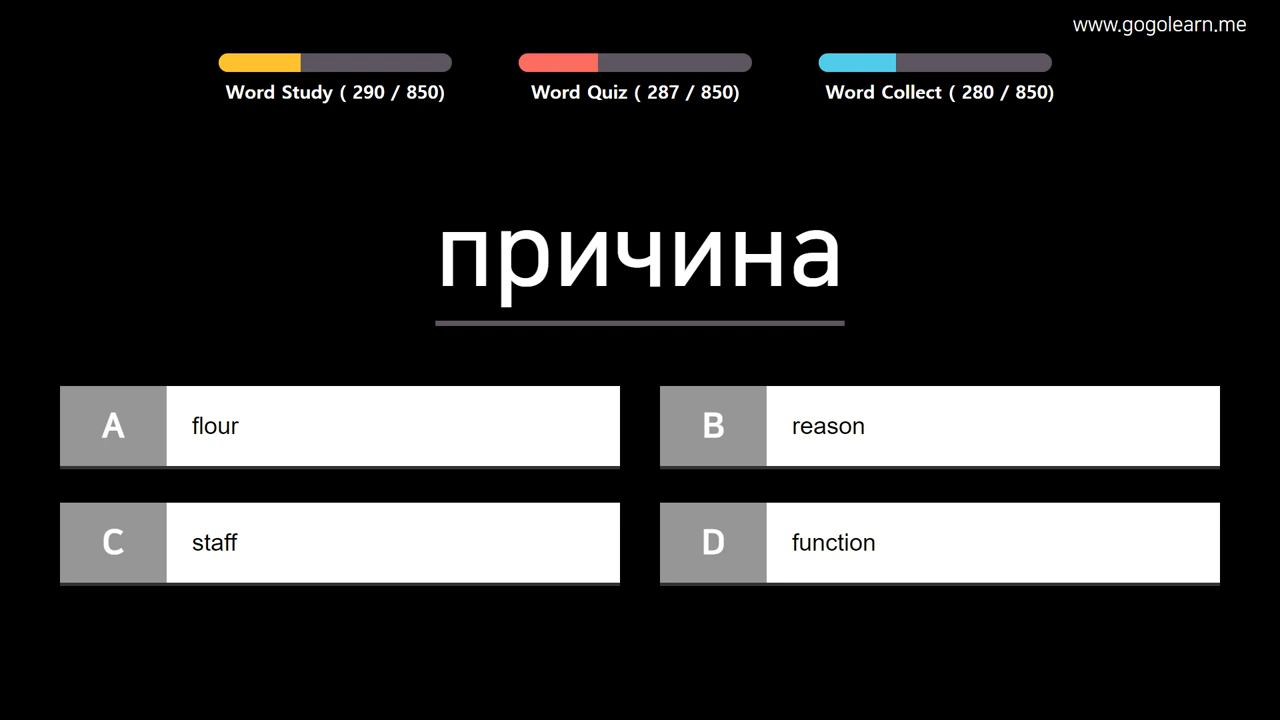 www.gogolearn.me
Word Study ( 290 / 850)
Word Quiz ( 287 / 850)
Word Collect ( 280 / 850)
причина
A flour
B reason
C staff
D function